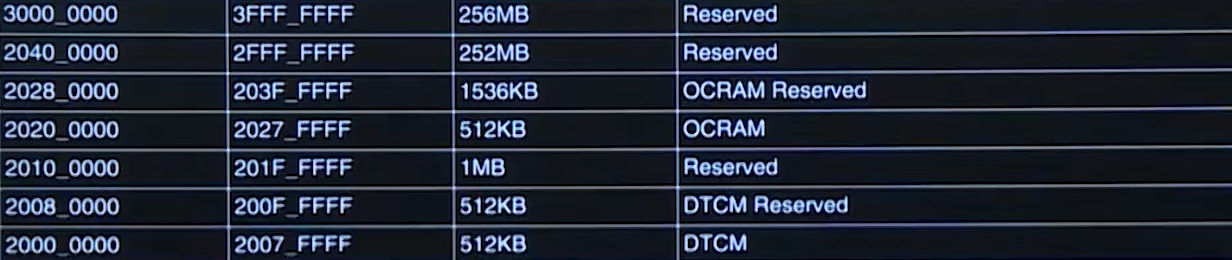 3000_0000 3FFF_FFFF 256MB Reserved
2040_0000 2FFF_FFFF 252MB Reserved
2028_0000 203F_FFFF 1536KB OCRAM Reserved
2020_0000 2027_FFFF 512KB OCRAM
2010_0000 201F_FFFF 1MB Reserved
2008_0000 200F_FFFF 512KB DTCM Reserved
2000_0000 2007_FFFF 512KB DTCM